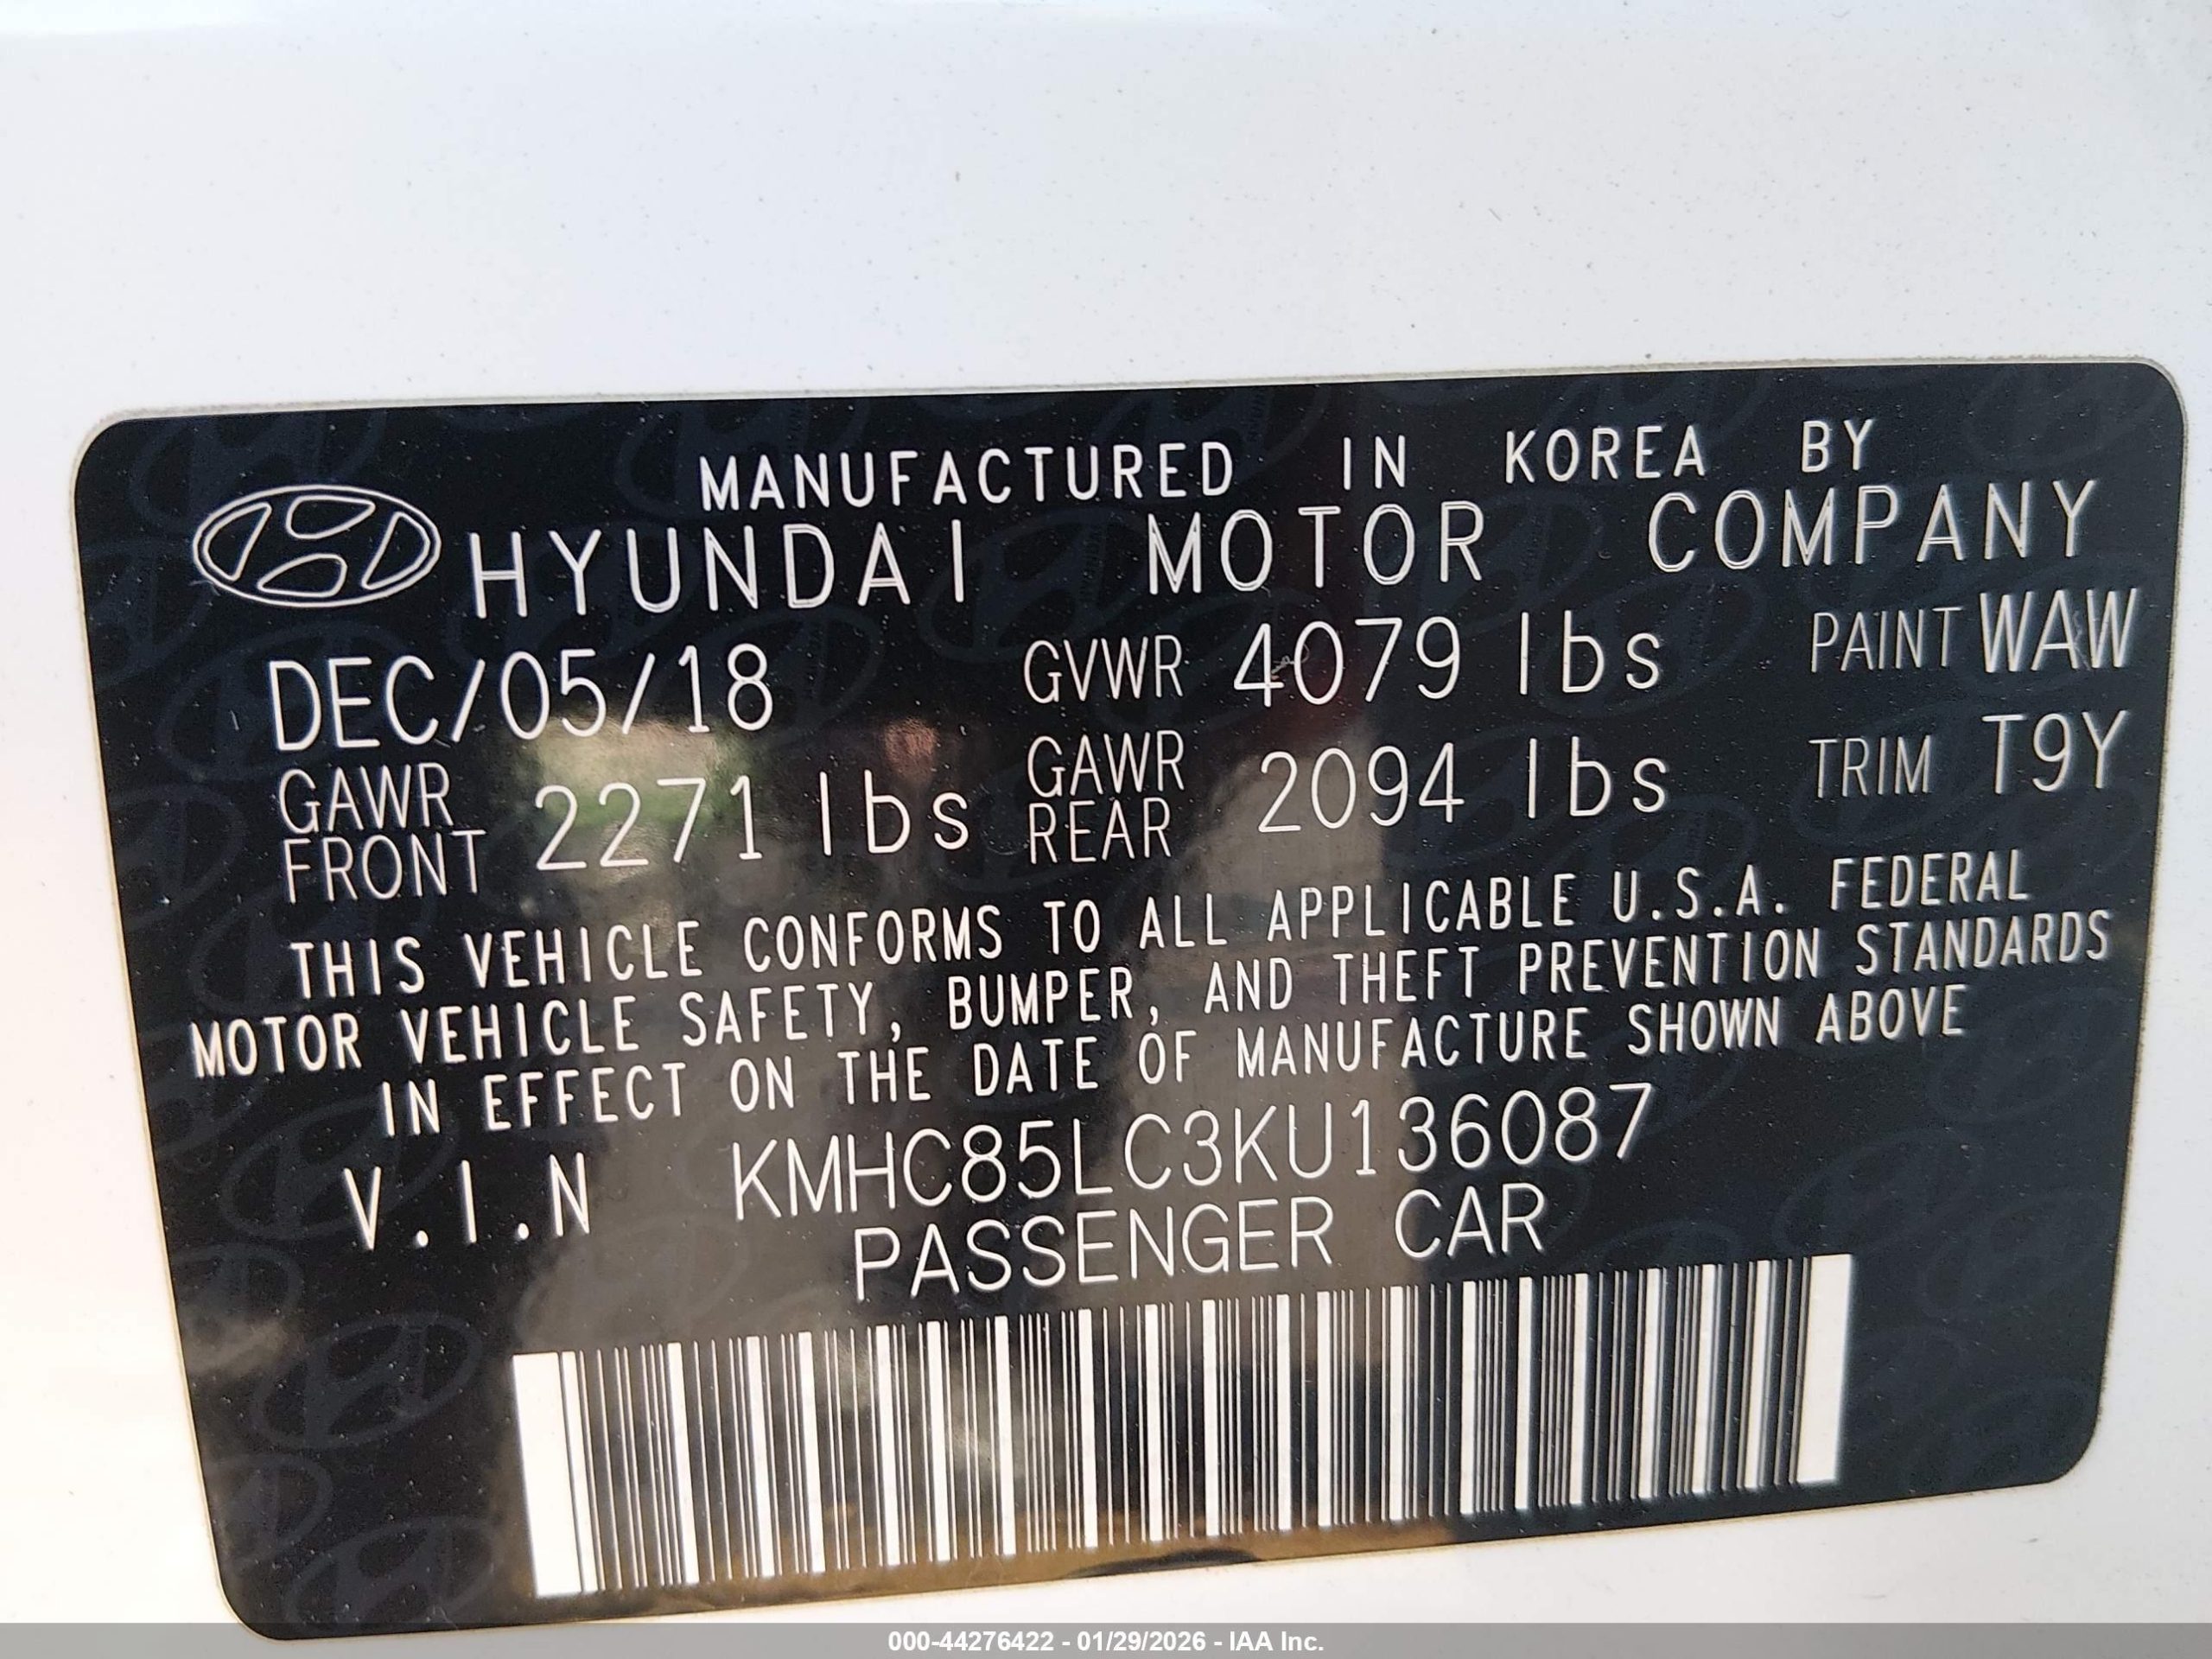 MANUFACTURED IN KOREA BY
HYUNDAI MOTOR COMPANY
DEC/05/18 GVWR 4079 lbs PAINT WAW
GAWR FRONT 2271 lbs GAWR REAR 2094 lbs TRIM T9Y
THIS VEHICLE CONFORMS TO ALL APPLICABLE U.S.A. FEDERAL
MOTOR VEHICLE SAFETY, BUMPER, AND THEFT PREVENTION STANDARDS
IN EFFECT ON THE DATE OF MANUFACTURE SHOWN ABOVE
V.I.N KMHC85LC3KU136087
PASSENGER CAR
000-44276422 - 01/29/2026 - IAA Inc.